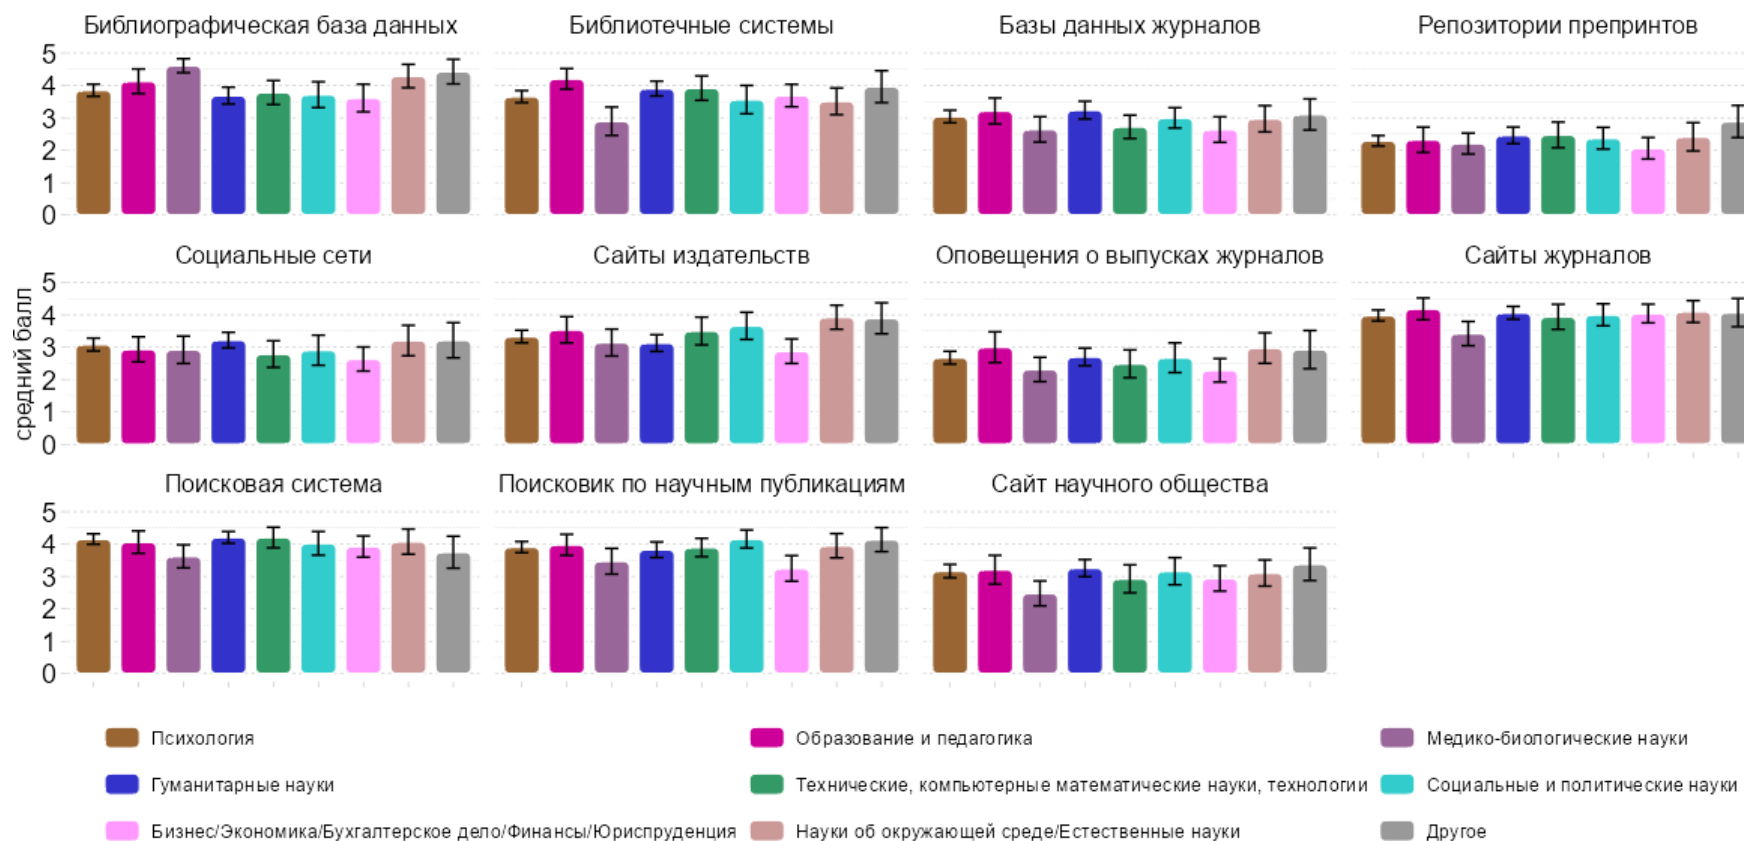 Библиографическая база данных
Библиотечные системы
Базы данных журналов
Репозитории препринтов
5
4
3
2
1
0
Социальные сети
Сайты издательств
Оповещения о выпусках журналов
Сайты журналов
средний балл
5
4
3
2
1
0
Поисковая система
Поисковик по научным публикациям
Сайт научного общества
5
4
3
2
1
0
Психология
Образование и педагогика
Медико-биологические науки
Гуманитарные науки
Технические, компьютерные математические науки, технологии
Социальные и политические науки
Бизнес/Экономика/Бухгалтерское дело/Финансы/Юриспруденция
Науки об окружающей среде/Естественные науки
Другое